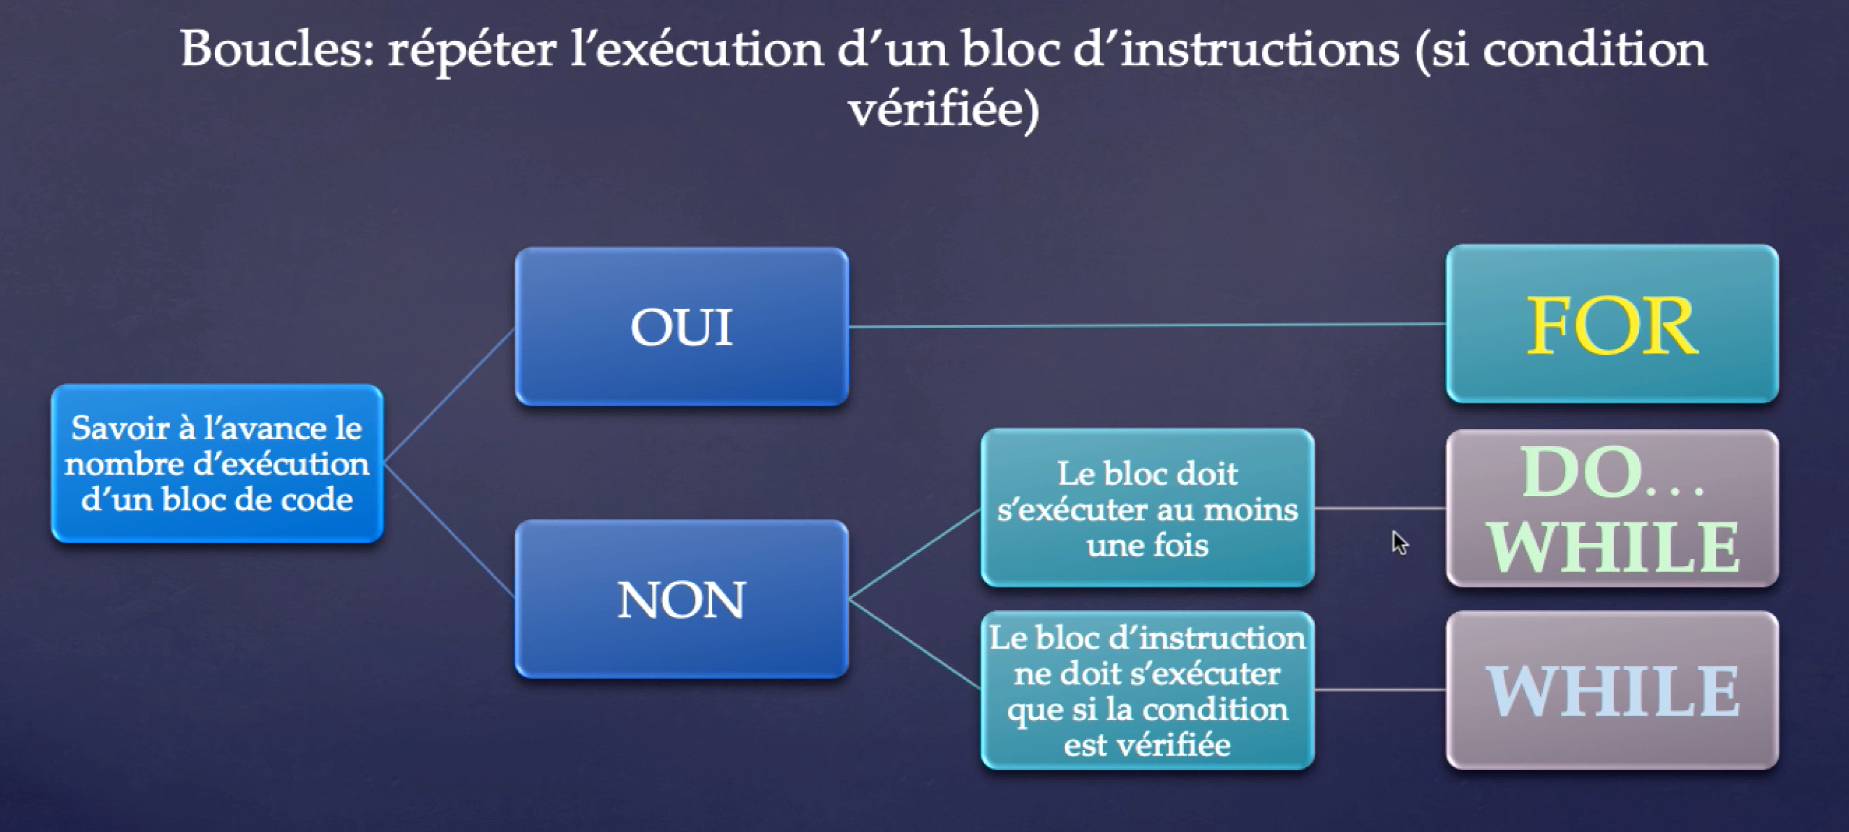 Boucles: répéter l’exécution d’un bloc d’instructions (si condition
vérifiée)
Savoir à l’avance le
nombre d’exécution
d’un bloc de code
OUI
FOR
NON
Le bloc doit
s’exécuter au moins
une fois
DO…
WHILE
Le bloc d’instruction
ne doit s’exécuter
que si la condition
est vérifiée
WHILE